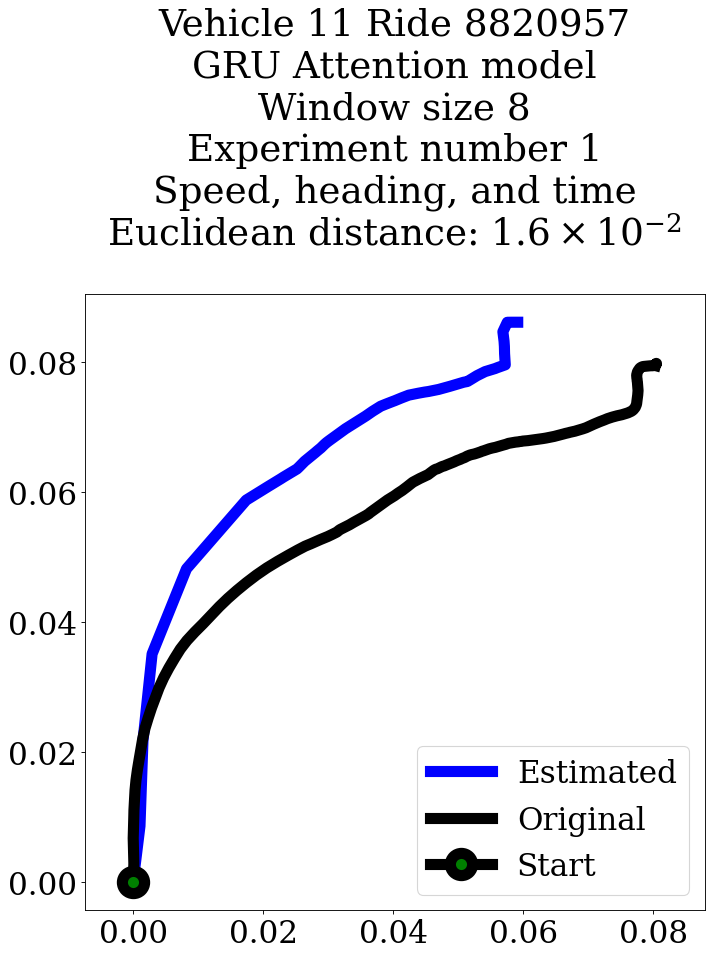 Vehicle 11 Ride 8820957
GRU Attention model
Window size 8
Experiment number 1
Speed, heading, and time
Euclidean distance: 1.6 × 10⁻²
0.08
0.06
0.04
0.02
0.00
Estimated
Original
Start
0.00 0.02 0.04 0.06 0.08